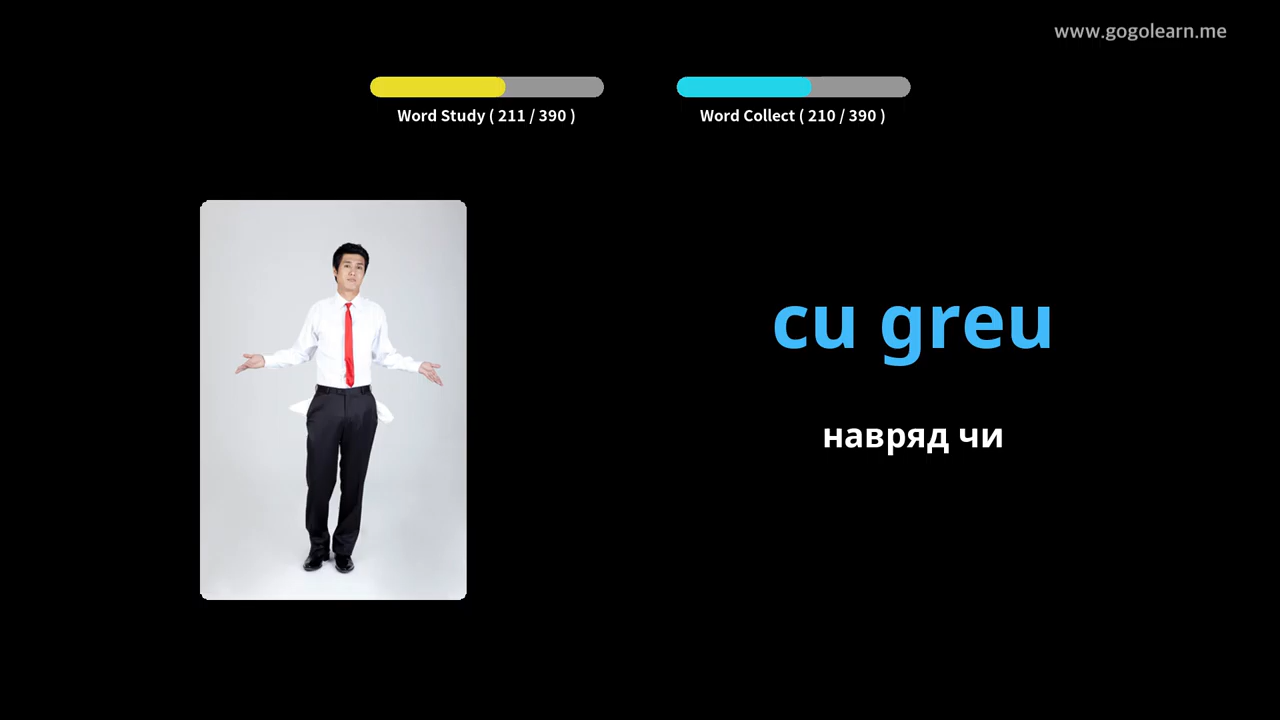 www.gogolearn.me
Word Study ( 211 / 390 )
Word Collect ( 210 / 390 )
cu greu
навряд чи